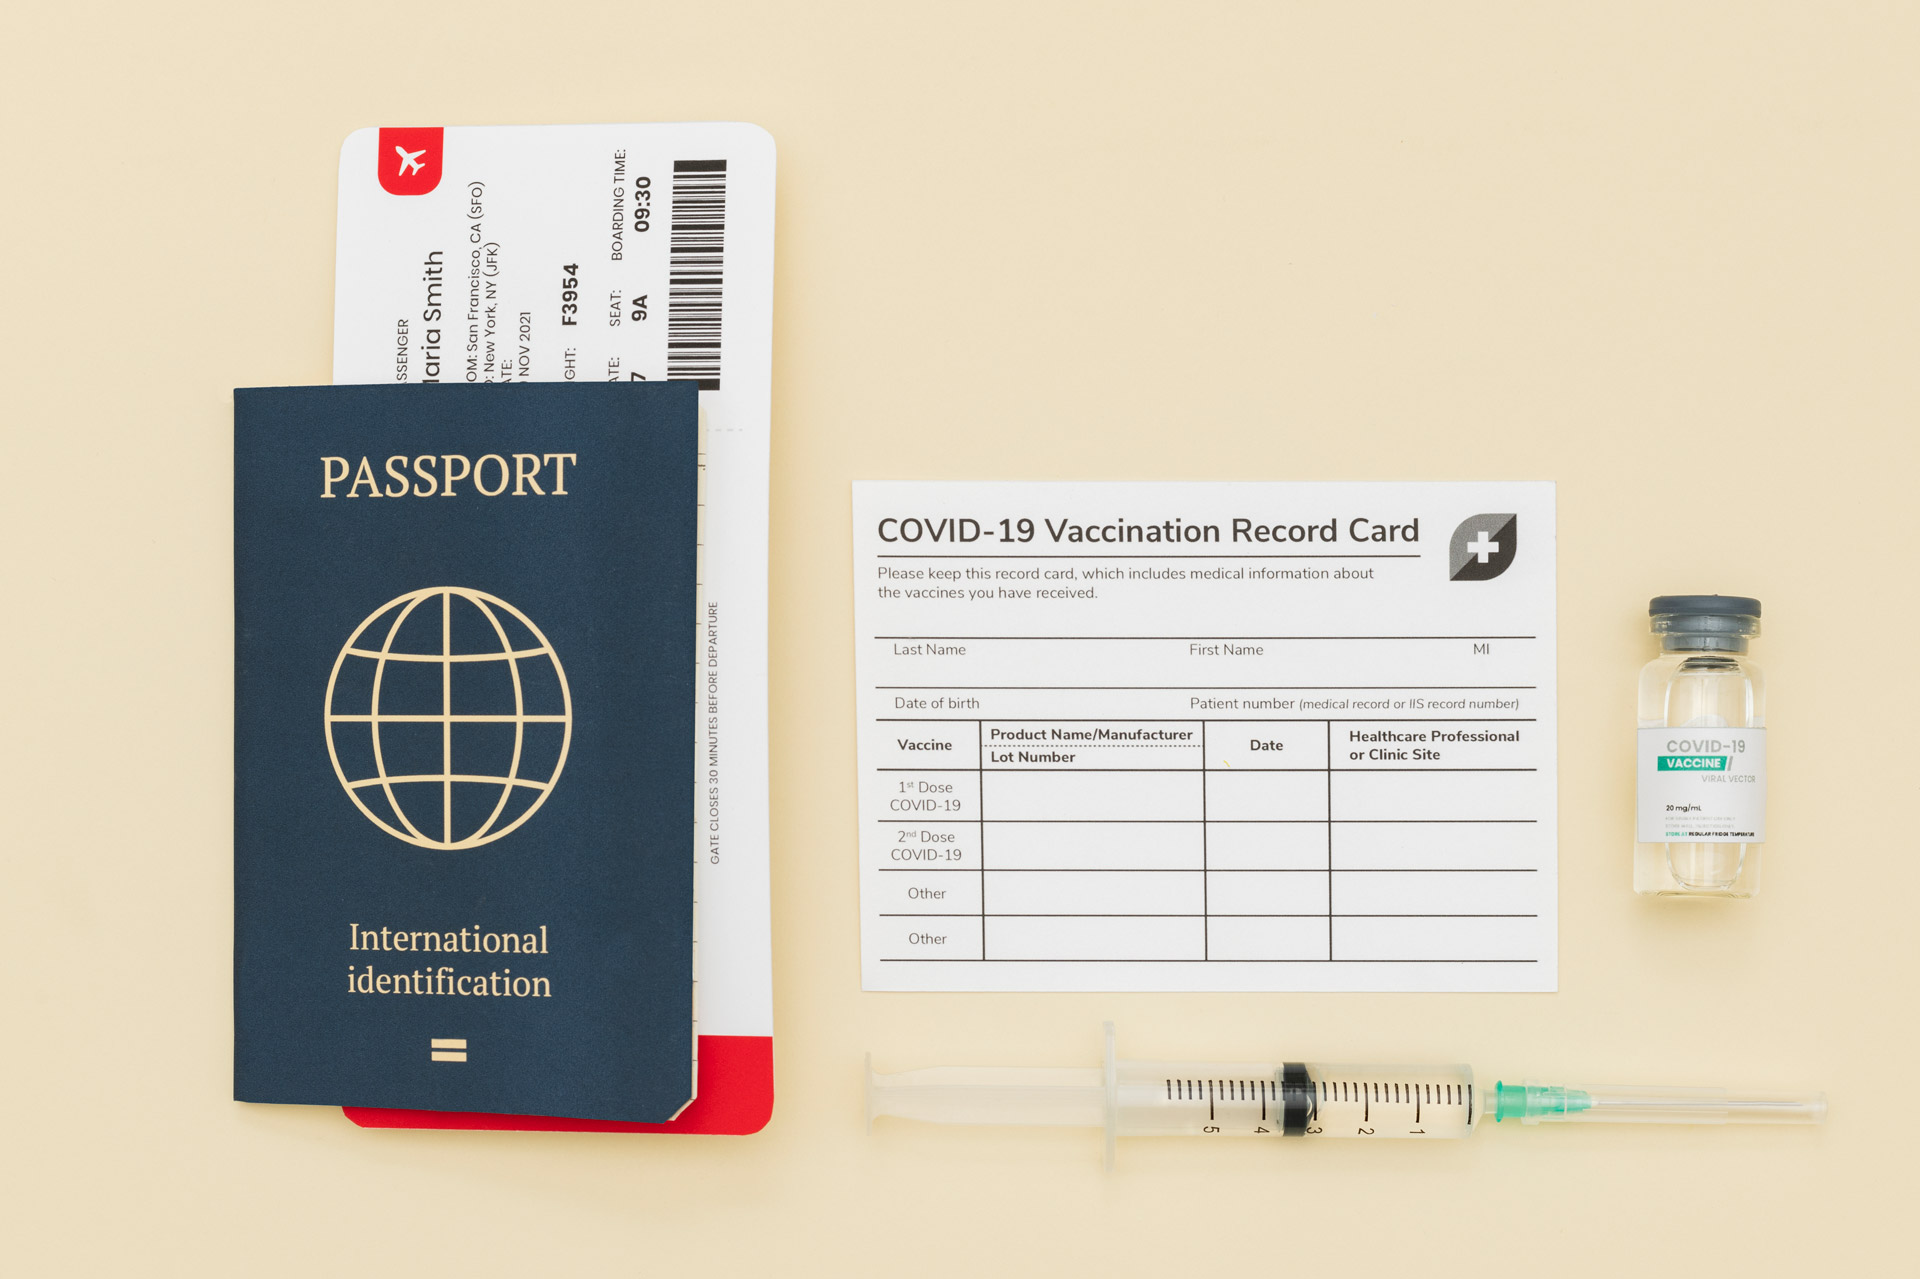 ASSENGER
aria Smith
OM: San Francisco, CA (SFO)
: New York, NY (JFK)
ATE:
NOV 2021
GHT:
F3954
ATE:
7
SEAT:
9A
BOARDING TIME:
09:30
GATE CLOSES 30 MINUTES BEFORE DEPARTURE
PASSPORT
International
identification
COVID-19 Vaccination Record Card
Please keep this record card, which includes medical information about
the vaccines you have received.
Last Name First Name MI
Date of birth Patient number (medical record or IIS record number)
Vaccine
Product Name/Manufacturer
Lot Number
Date
Healthcare Professional
or Clinic Site
1st Dose
COVID-19
2nd Dose
COVID-19
Other
Other
COVID-19
VACCINE
VIRAL VECTOR
20 mg/mL
REGULAR FRIDGE TEMPERATURE
5 4 3 2 1